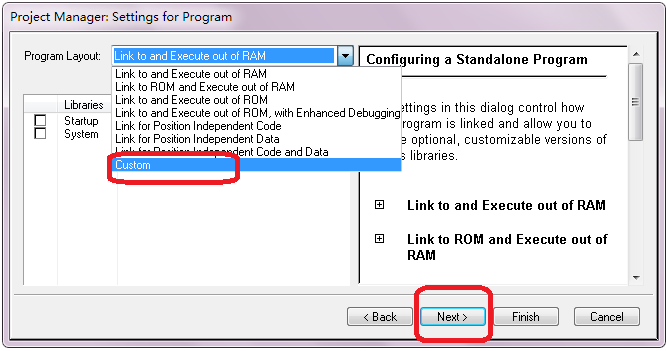 Project Manager: Settings for Program
Program Layout:
Link to and Execute out of RAM
Link to and Execute out of RAM
Link to ROM and Execute out of RAM
Link to and Execute out of ROM
Link to and Execute out of ROM, with Enhanced Debugging
Link for Position Independent Code
Link for Position Independent Data
Link for Position Independent Code and Data
Custom
Libraries
Startup
System
Configuring a Standalone Program
ettings in this dialog control how
rogram is linked and allow you to
e optional, customizable versions of
s libraries.
Link to and Execute out of RAM
Link to ROM and Execute out of
RAM
< Back
Next >
Finish
Cancel